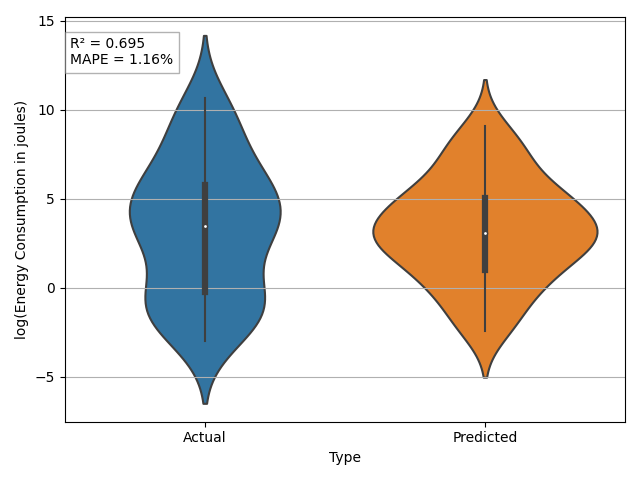 R² = 0.695
MAPE = 1.16%
15
10
5
0
−5
log(Energy Consumption in joules)
Actual
Predicted
Type